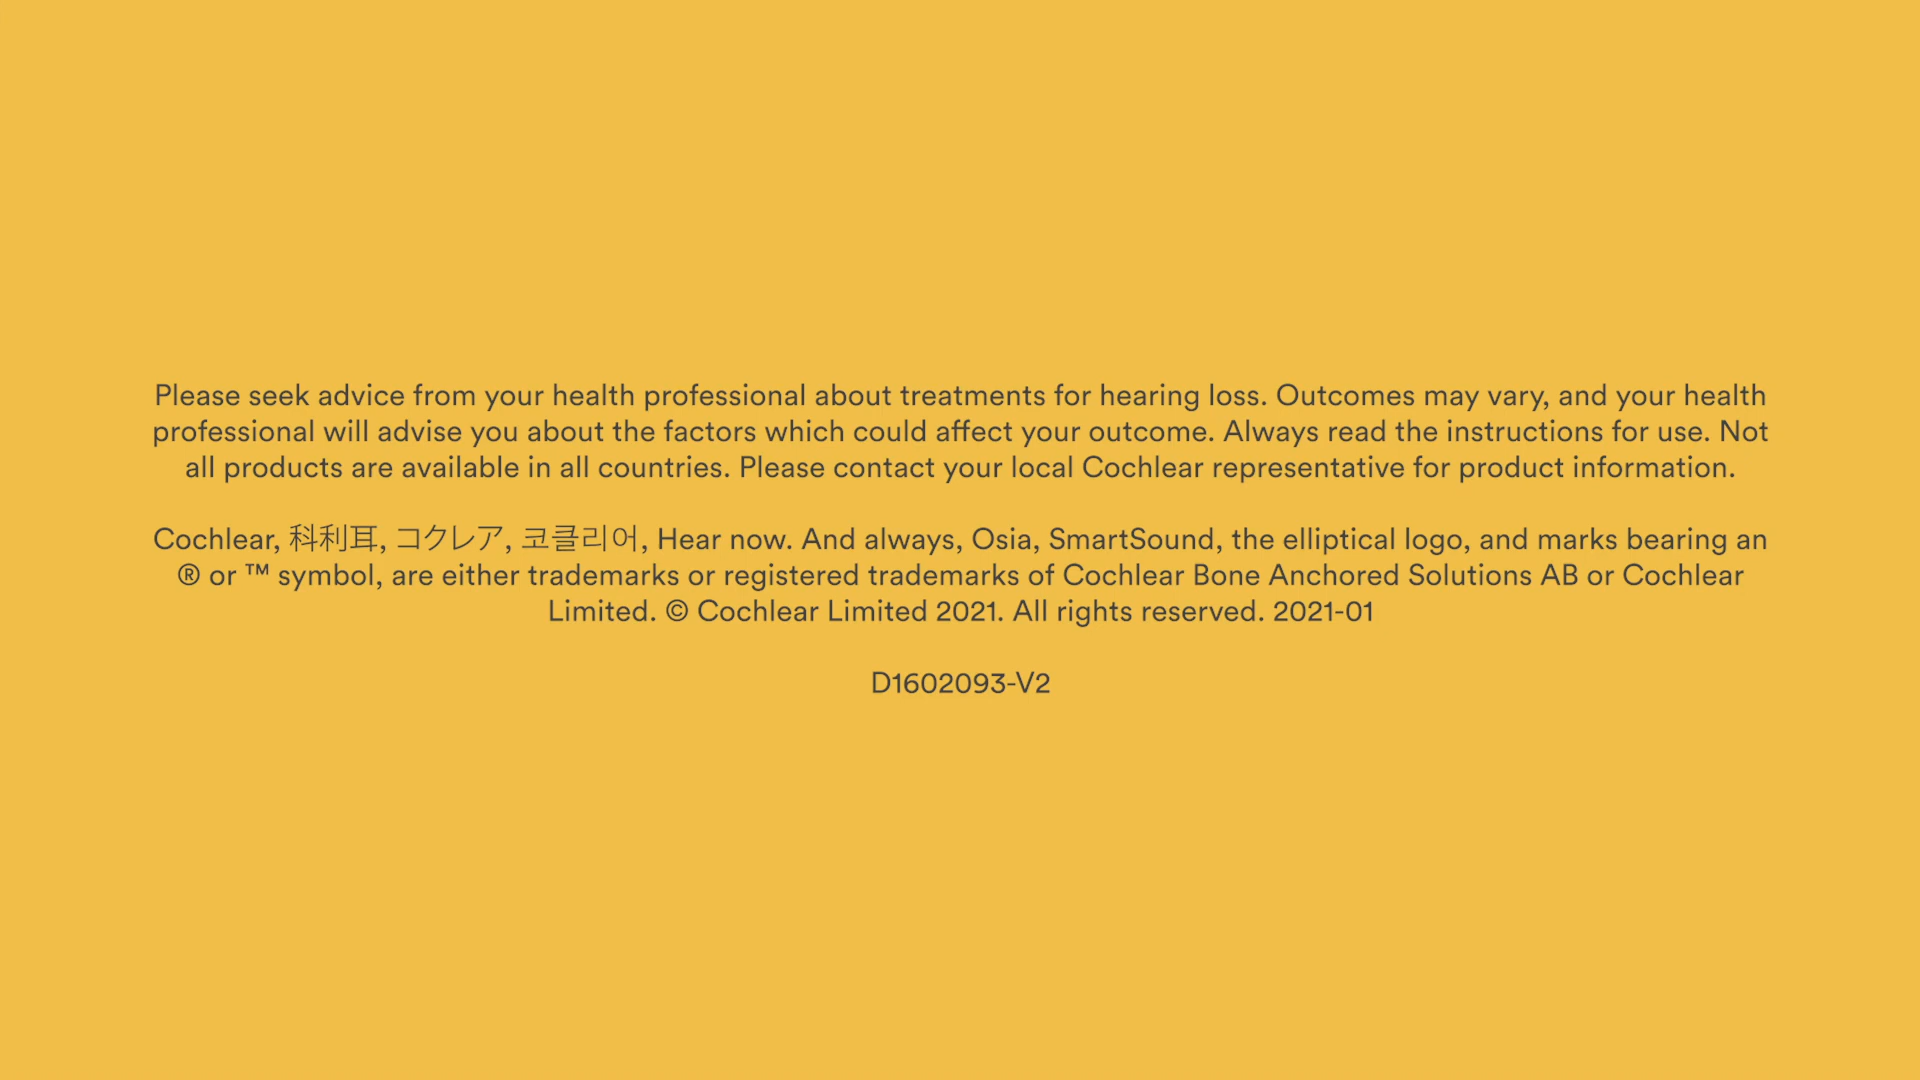 Please seek advice from your health professional about treatments for hearing loss. Outcomes may vary, and your health
professional will advise you about the factors which could affect your outcome. Always read the instructions for use. Not
all products are available in all countries. Please contact your local Cochlear representative for product information.
Cochlear, 科利耳, コクレア, 코클리어, Hear now. And always, Osia, SmartSound, the elliptical logo, and marks bearing an
® or ™ symbol, are either trademarks or registered trademarks of Cochlear Bone Anchored Solutions AB or Cochlear
Limited. © Cochlear Limited 2021. All rights reserved. 2021-01
D1602093-V2